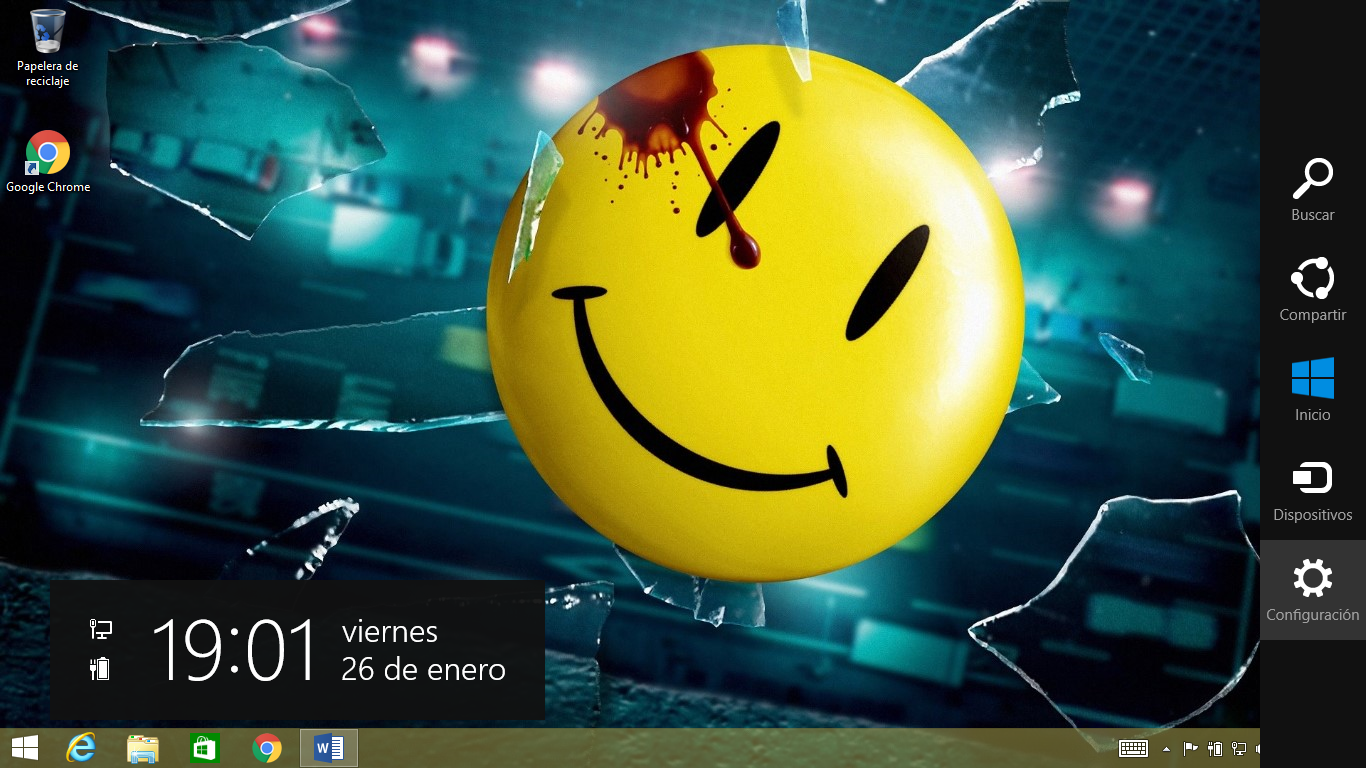 Papelera de
reciclaje
Google Chrome
Buscar
Compartir
Inicio
Dispositivos
Configuración
19:01
viernes
26 de enero